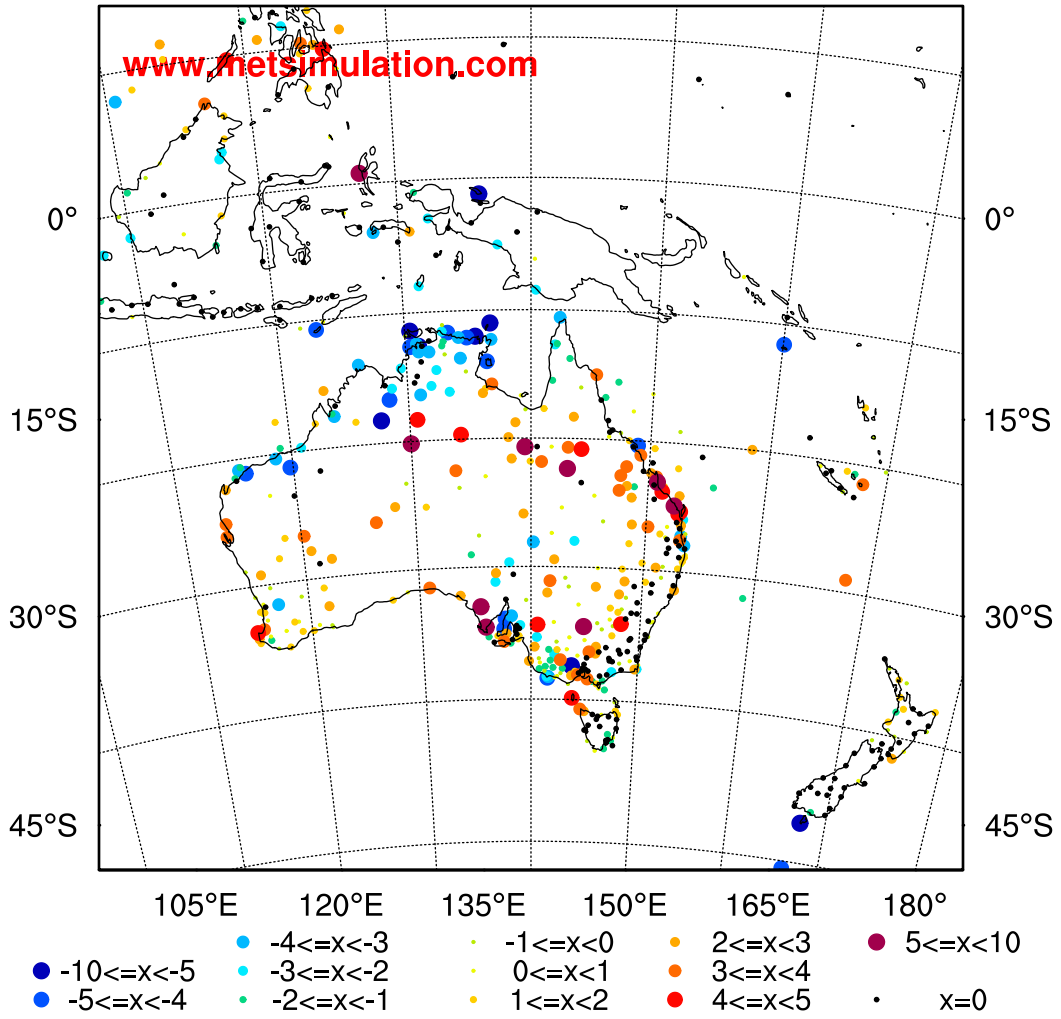 www.metsimulation.com
0° 0°
15°S 15°S
30°S 30°S
45°S 45°S
105°E 120°E 135°E 150°E 165°E 180°
-4<=x<-3 -1<=x<0 2<=x<3 5<=x<10
-10<=x<-5 -3<=x<-2 0<=x<1 3<=x<4
-5<=x<-4 -2<=x<-1 1<=x<2 4<=x<5 x=0